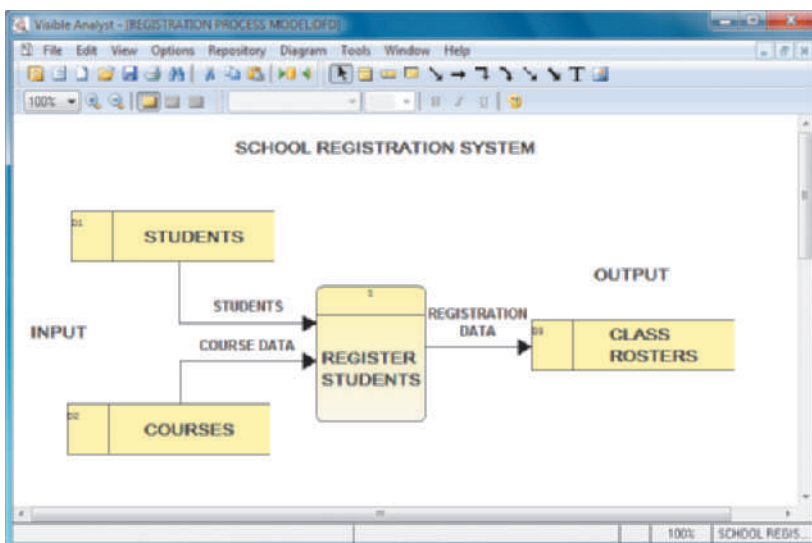 Visible Analyst - [REGISTRATION PROCESS MODEL.DFD]
File Edit View Options Repository Diagram Tools Window Help
T
100%
B I U
SCHOOL REGISTRATION SYSTEM
D1
STUDENTS
OUTPUT
STUDENTS
REGISTRATION
DATA
INPUT
COURSE DATA
REGISTER
STUDENTS
D3
CLASS
ROSTERS
D2
COURSES
100% SCHOOL REGIS...